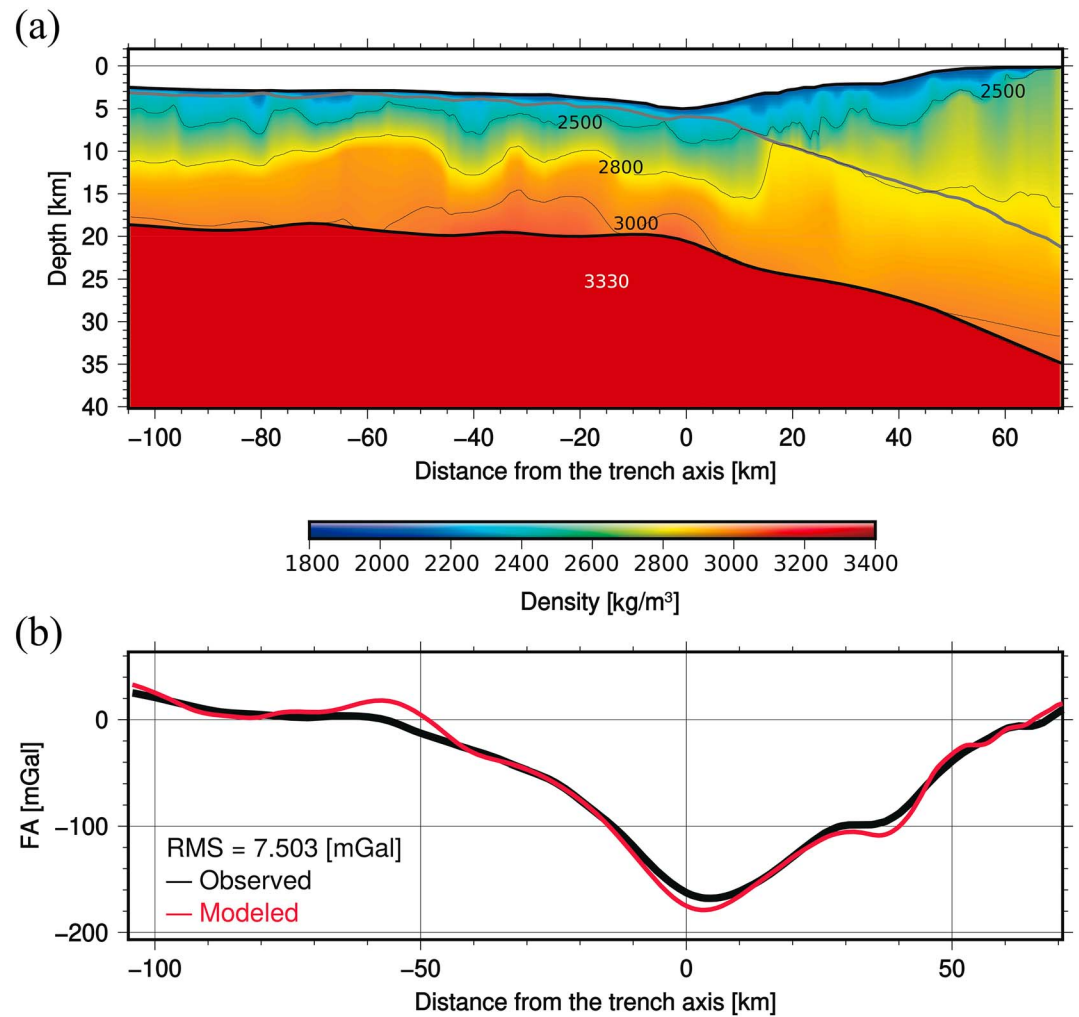 (a)
0
5
10
15
20
25
30
35
40
Depth [km]
2500
2500
2800
3000
3330
−100 −80 −60 −40 −20 0 20 40 60
Distance from the trench axis [km]
1800 2000 2200 2400 2600 2800 3000 3200 3400
Density [kg/m³]
(b)
0
−100
−200
FA [mGal]
RMS = 7.503 [mGal]
Observed
Modeled
−100 −50 0 50
Distance from the trench axis [km]